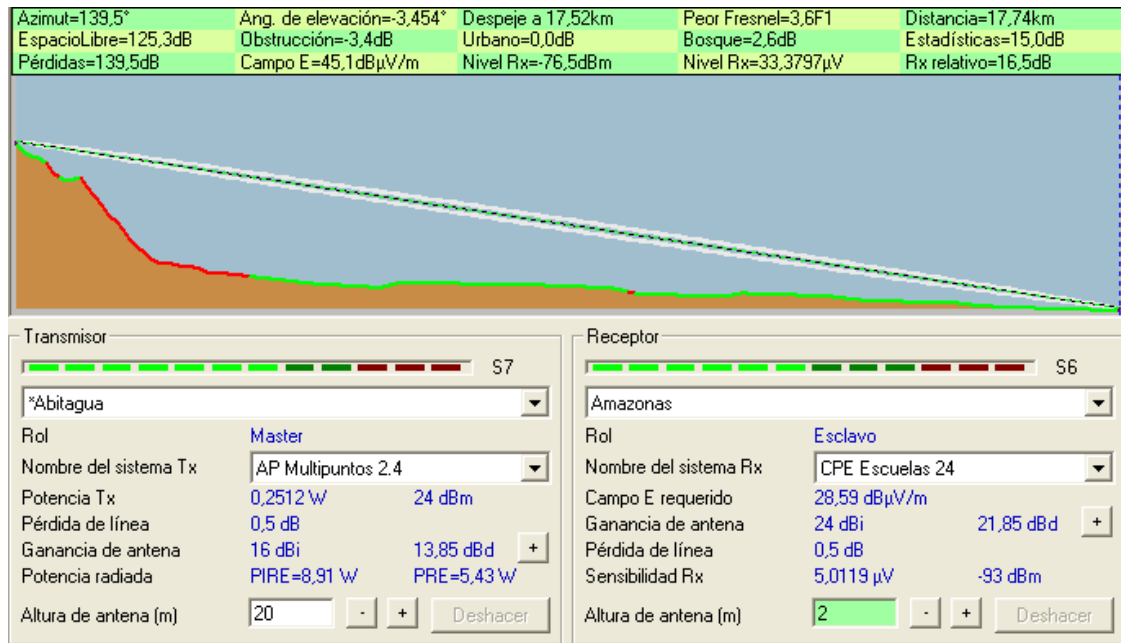 Azimut=139,5° Ang. de elevación=-3,454° Despeje a 17,52km Peor Fresnel=3,6F1 Distancia=17,74km
EspacioLibre=125,3dB Obstrucción=-3,4dB Urbano=0,0dB Bosque=2,6dB Estadísticas=15,0dB
Pérdidas=139,5dB Campo E=45,1dBµV/m Nivel Rx=-76,5dBm Nivel Rx=33,3797µV Rx relativo=16,5dB
Transmisor
S7
*Abitagua
Rol Master
Nombre del sistema Tx AP Multipuntos 2.4
Potencia Tx 0,2512 W 24 dBm
Pérdida de línea 0,5 dB
Ganancia de antena 16 dBi 13,85 dBd +
Potencia radiada PIRE=8,91 W PRE=5,43 W
Altura de antena (m) 20 - + Deshacer
Receptor
S6
Amazonas
Rol Esclavo
Nombre del sistema Rx CPE Escuelas 24
Campo E requerido 28,59 dBµV/m
Ganancia de antena 24 dBi 21,85 dBd +
Pérdida de línea 0,5 dB
Sensibilidad Rx 5,0119 µV -93 dBm
Altura de antena (m) 2 - + Deshacer